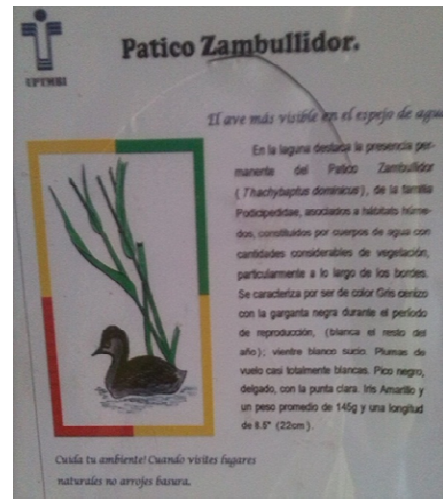 UPTMBI
Patico Zambullidor.
El ave más visible en el espejo de agua
En la laguna destaca la presencia per-
manente del Patico Zambullidor
(Thachybaptus dominicus), de la familia
Podicipedidae, asociados a hábitats húme-
dos, constituidos por cuerpos de agua con
cantidades considerables de vegetación,
particularmente a lo largo de los bordes.
Se caracteriza por ser de color Gris cenizo
con la garganta negra durante el período
de reproducción, (blanca el resto del
año); vientre blanco sucio. Plumas de
vuelo casi totalmente blancas. Pico negro,
delgado, con la punta clara. Iris Amarillo y
un peso promedio de 145g y una longitud
de 8.5" (22cm).
Cuida tu ambiente! Cuando visites lugares
naturales no arrojes basura.